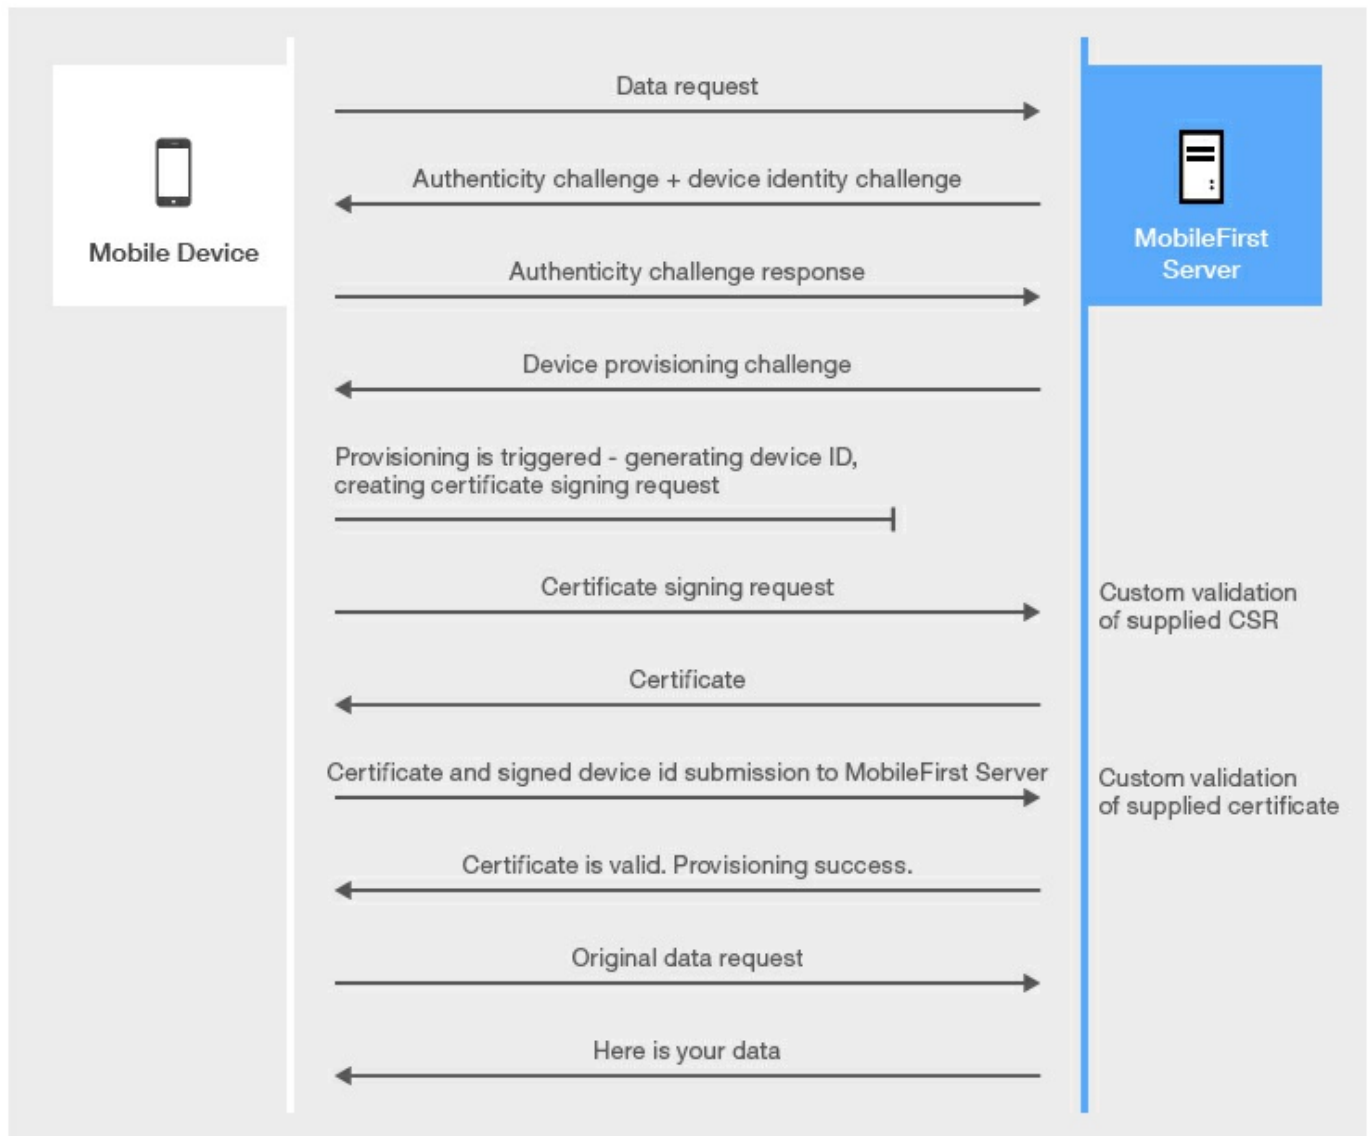 Data request
Authenticity challenge + device identity challenge
Mobile Device
MobileFirst
Server
Authenticity challenge response
Device provisioning challenge
Provisioning is triggered - generating device ID,
creating certificate signing request
Certificate signing request
Custom validation
of supplied CSR
Certificate
Certificate and signed device id submission to MobileFirst Server
Custom validation
of supplied certificate
Certificate is valid. Provisioning success.
Original data request
Here is your data